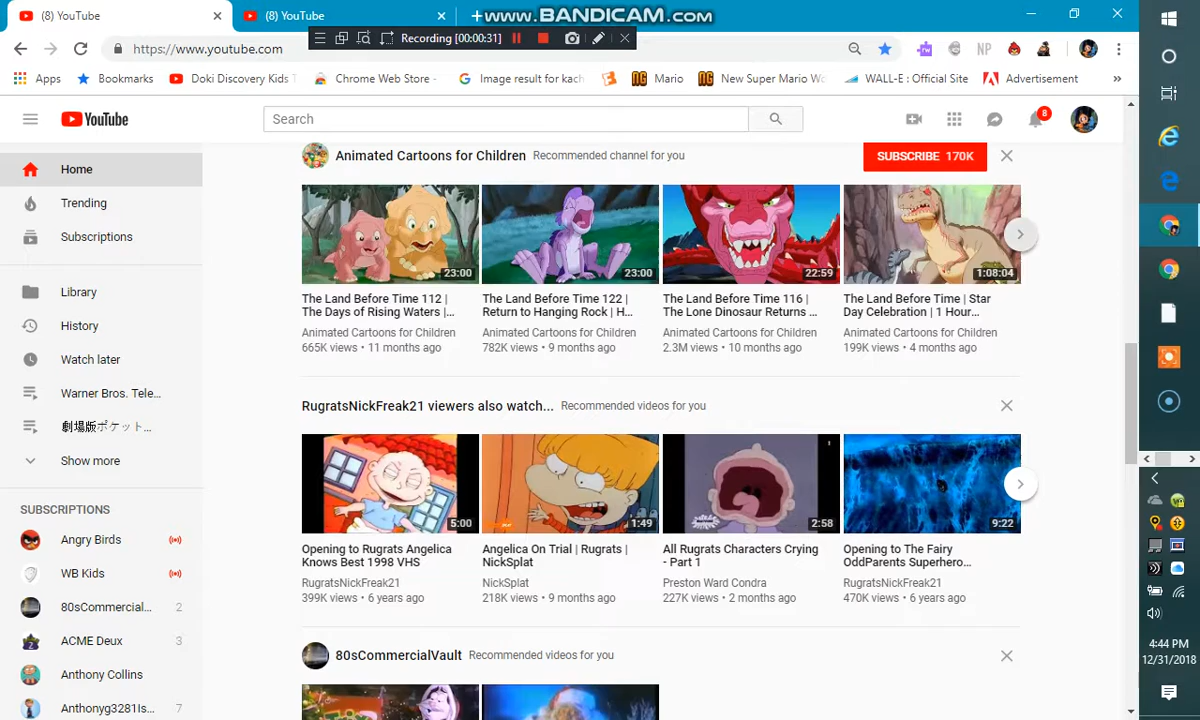 (8) YouTube
(8) YouTube
www.BANDICAM.com
Recording [00:00:31]
https://www.youtube.com
NP
Apps
Bookmarks
Doki Discovery Kids
Chrome Web Store -
Image result for kach
Mario
New Super Mario Wo
WALL-E : Official Site
Advertisement
YouTube
Search
8
Home
Trending
Subscriptions
Library
History
Watch later
Warner Bros. Tele...
劇場版ポケット...
Show more
SUBSCRIPTIONS
Angry Birds
WB Kids
80sCommercial... 2
ACME Deux 3
Anthony Collins
Anthonyg3281Is... 7
Animated Cartoons for Children Recommended channel for you
SUBSCRIBE 170K
23:00
23:00
22:59
1:08:04
The Land Before Time 112 |
The Days of Rising Waters |...
Animated Cartoons for Children
665K views • 11 months ago
The Land Before Time 122 |
Return to Hanging Rock | H...
Animated Cartoons for Children
782K views • 9 months ago
The Land Before Time 116 |
The Lone Dinosaur Returns ...
Animated Cartoons for Children
2.3M views • 10 months ago
The Land Before Time | Star
Day Celebration | 1 Hour...
Animated Cartoons for Children
199K views • 4 months ago
RugratsNickFreak21 viewers also watch... Recommended videos for you
5:00
1:49
2:58
9:22
Opening to Rugrats Angelica
Knows Best 1998 VHS
RugratsNickFreak21
399K views • 6 years ago
Angelica On Trial | Rugrats |
NickSplat
NickSplat
218K views • 9 months ago
All Rugrats Characters Crying
- Part 1
Preston Ward Condra
227K views • 2 months ago
Opening to The Fairy
OddParents Superhero...
RugratsNickFreak21
470K views • 6 years ago
80sCommercialVault Recommended videos for you
4:44 PM
12/31/2018